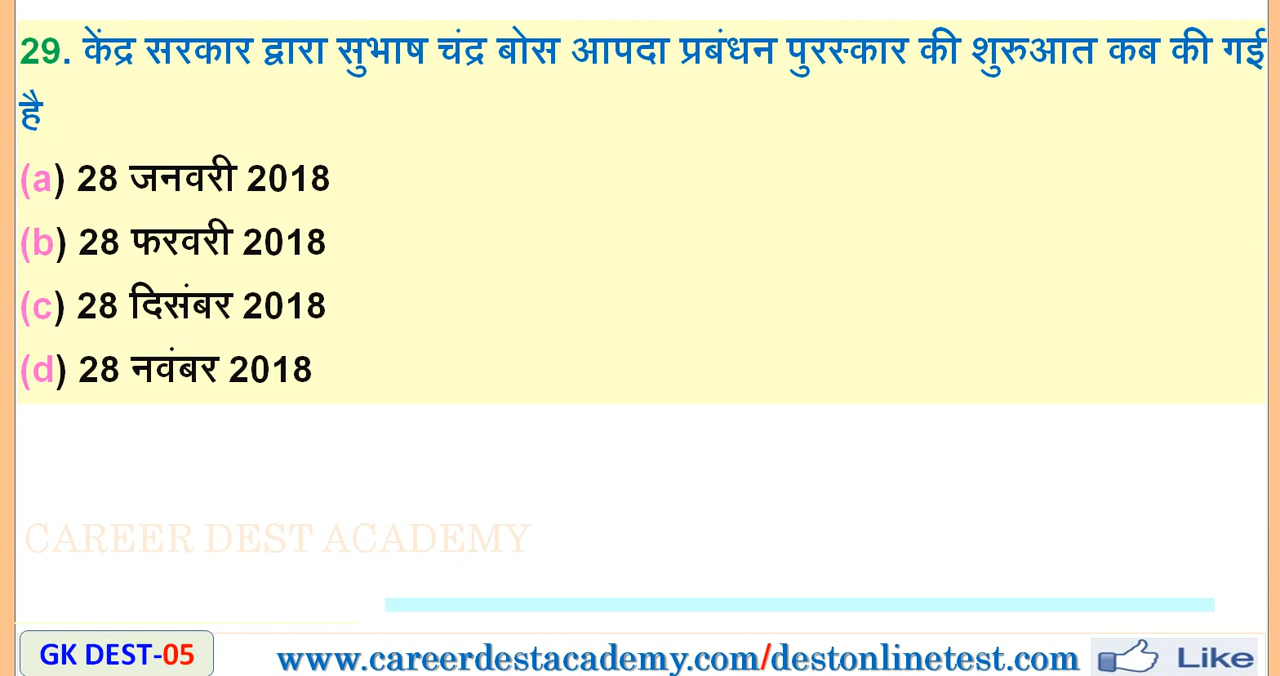 29. केंद्र सरकार द्वारा सुभाष चंद्र बोस आपदा प्रबंधन पुरस्कार की शुरुआत कब की गई
है
(a) 28 जनवरी 2018
(b) 28 फरवरी 2018
(c) 28 दिसंबर 2018
(d) 28 नवंबर 2018
CAREER DEST ACADEMY
GK DEST-05 www.careerdestacademy.com/destonlinetest.com Like